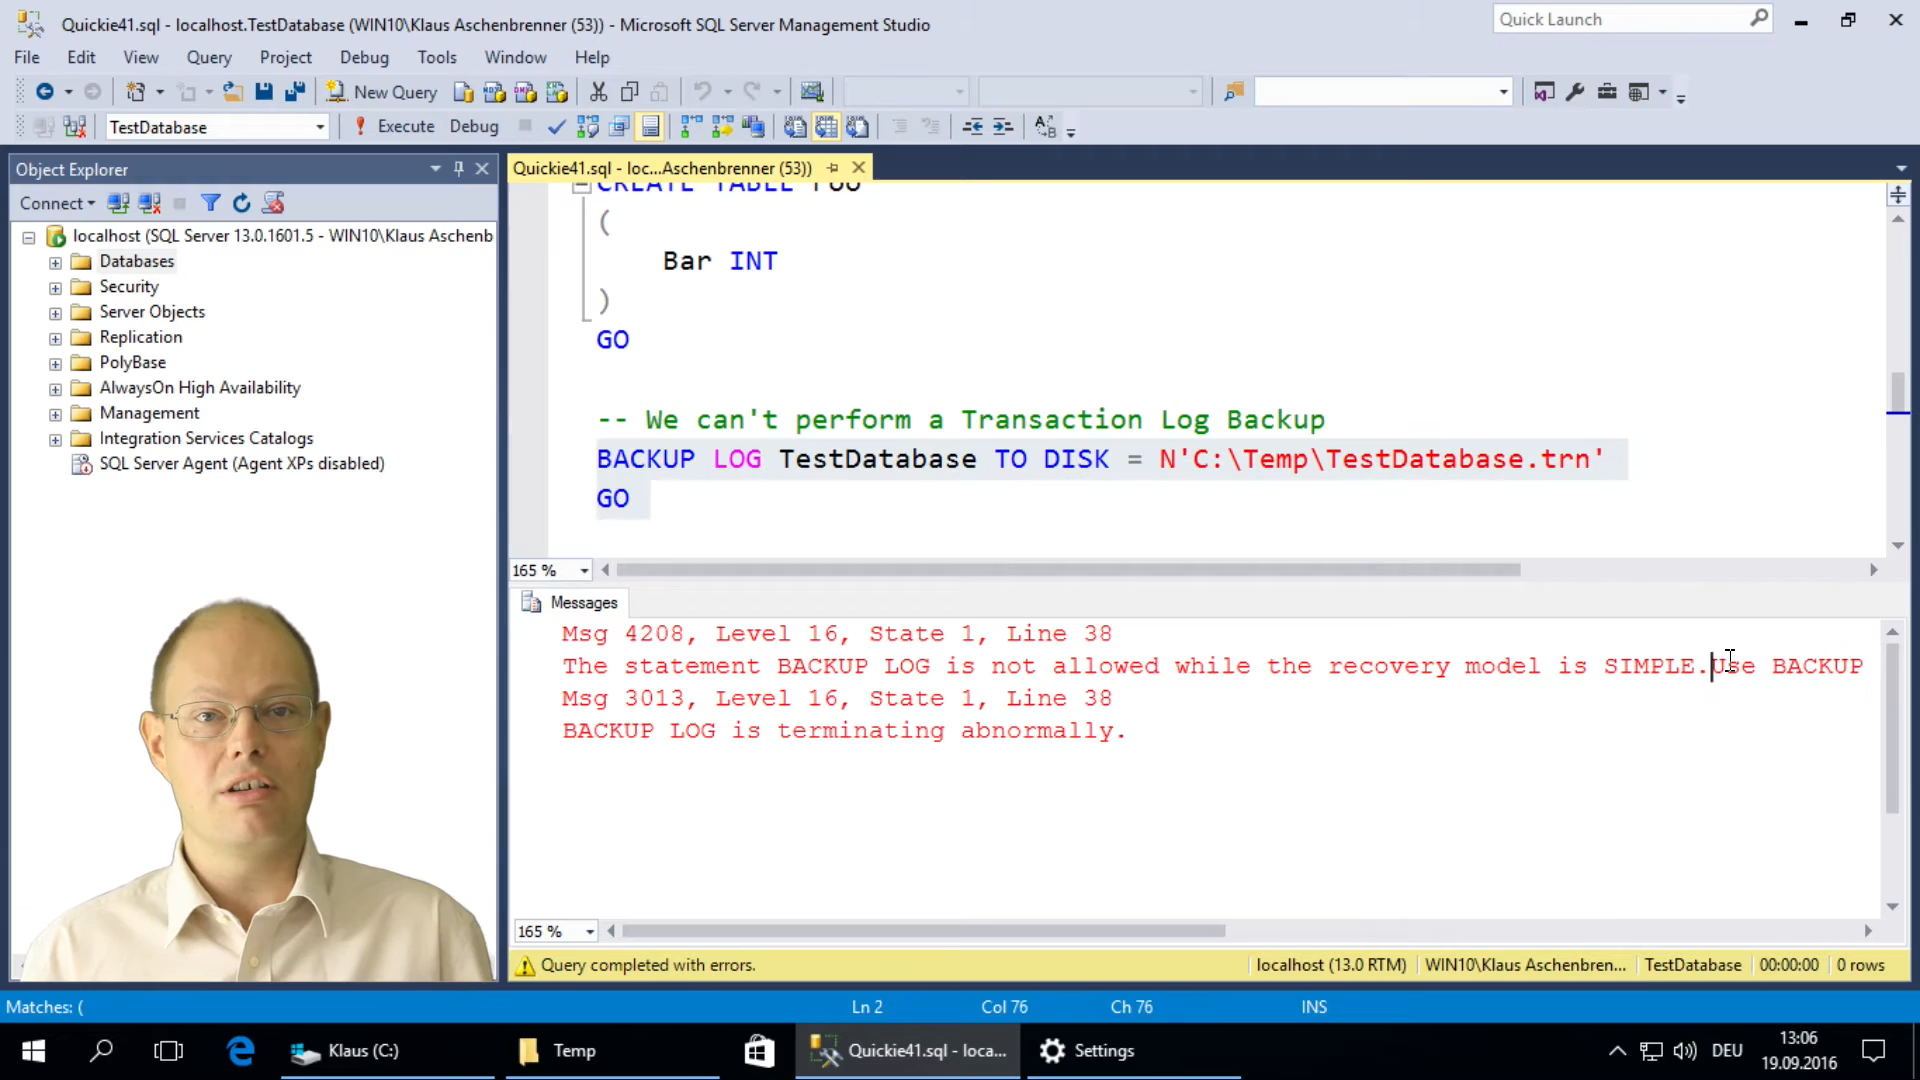 Quickie41.sql - localhost.TestDatabase (WIN10\Klaus Aschenbrenner (53)) - Microsoft SQL Server Management Studio
Quick Launch
File Edit View Query Project Debug Tools Window Help
New Query
TestDatabase
Execute Debug
Object Explorer
Connect
localhost (SQL Server 13.0.1601.5 - WIN10\Klaus Aschenb
Databases
Security
Server Objects
Replication
PolyBase
AlwaysOn High Availability
Management
Integration Services Catalogs
SQL Server Agent (Agent XPs disabled)
Quickie41.sql - loc...Aschenbrenner (53))
CREATE TABLE Foo
(
Bar INT
)
GO
-- We can't perform a Transaction Log Backup
BACKUP LOG TestDatabase TO DISK = N'C:\Temp\TestDatabase.trn'
GO
165 %
Messages
Msg 4208, Level 16, State 1, Line 38
The statement BACKUP LOG is not allowed while the recovery model is SIMPLE. Use BACKUP
Msg 3013, Level 16, State 1, Line 38
BACKUP LOG is terminating abnormally.
165 %
Query completed with errors.
localhost (13.0 RTM) WIN10\Klaus Aschenbren... TestDatabase 00:00:00 0 rows
Matches: ( Ln 2 Col 76 Ch 76 INS
Klaus (C:) Temp Quickie41.sql - loca... Settings DEU
13:06
19.09.2016